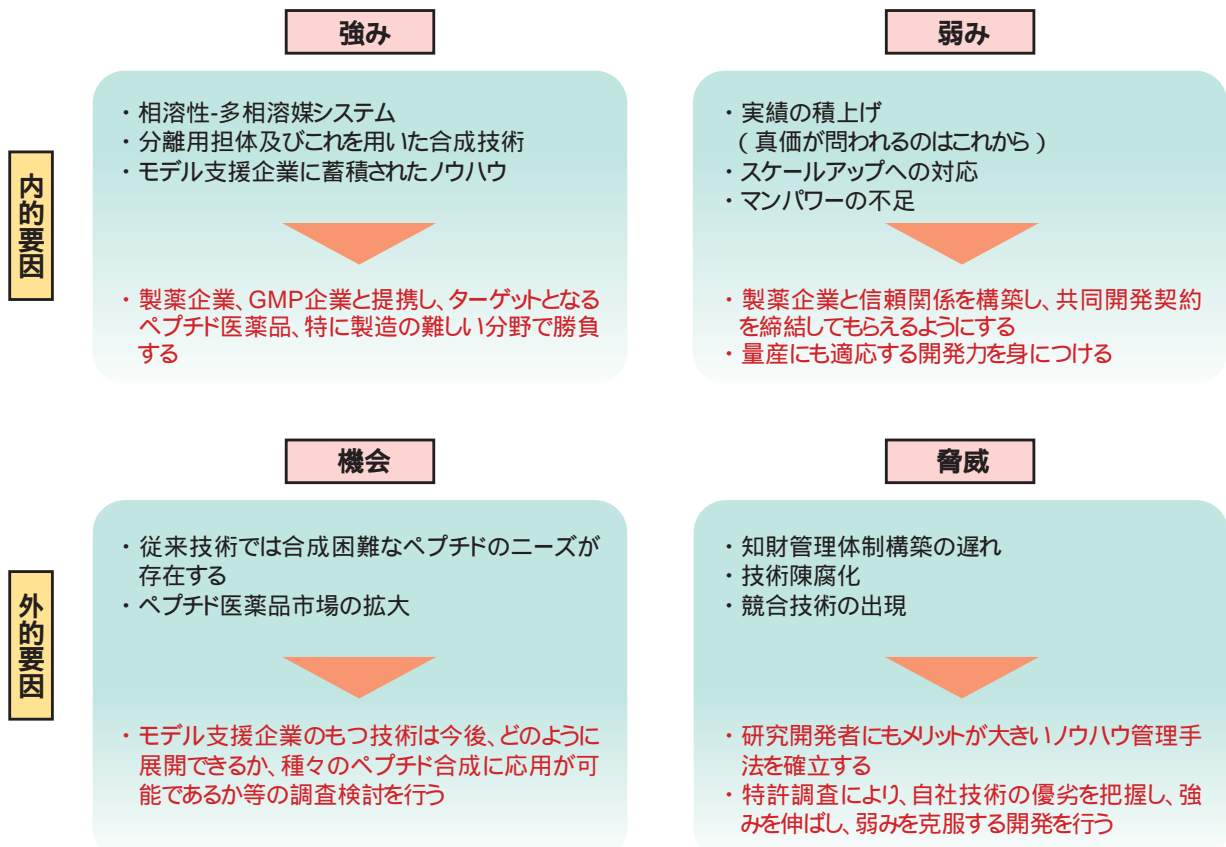 強み
弱み
内的要因
・相溶性-多相溶媒システム
・分離用担体及びこれを用いた合成技術
・モデル支援企業に蓄積されたノウハウ
・製薬企業、GMP企業と提携し、ターゲットとなる
ペプチド医薬品、特に製造の難しい分野で勝負
する
・実績の積上げ
（真価が問われるのはこれから）
・スケールアップへの対応
・マンパワーの不足
・製薬企業と信頼関係を構築し、共同開発契約
を締結してもらえるようにする
・量産にも適応する開発力を身につける
機会
脅威
外的要因
・従来技術では合成困難なペプチドのニーズが
存在する
・ペプチド医薬品市場の拡大
・モデル支援企業のもつ技術は今後、どのように
展開できるか、種々のペプチド合成に応用が可
能であるか等の調査検討を行う
・知財管理体制構築の遅れ
・技術陳腐化
・競合技術の出現
・研究開発者にもメリットが大きいノウハウ管理手
法を確立する
・特許調査により、自社技術の優劣を把握し、強
みを伸ばし、弱みを克服する開発を行う